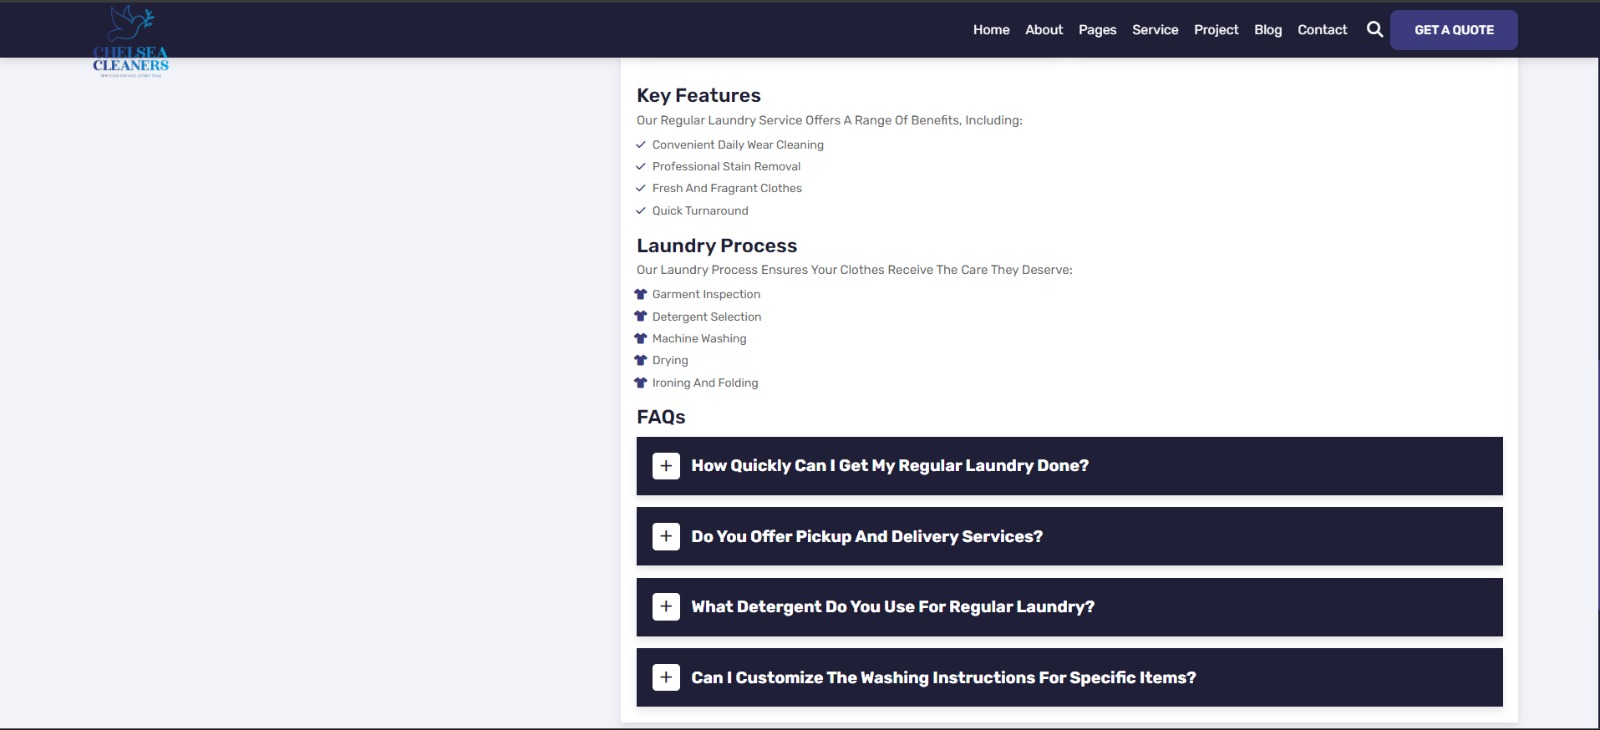 CHELSEA
CLEANERS
Home About Pages Service Project Blog Contact GET A QUOTE
Key Features
Our Regular Laundry Service Offers A Range Of Benefits, Including:
Convenient Daily Wear Cleaning
Professional Stain Removal
Fresh And Fragrant Clothes
Quick Turnaround
Laundry Process
Our Laundry Process Ensures Your Clothes Receive The Care They Deserve:
Garment Inspection
Detergent Selection
Machine Washing
Drying
Ironing And Folding
FAQs
+ How Quickly Can I Get My Regular Laundry Done?
+ Do You Offer Pickup And Delivery Services?
+ What Detergent Do You Use For Regular Laundry?
+ Can I Customize The Washing Instructions For Specific Items?